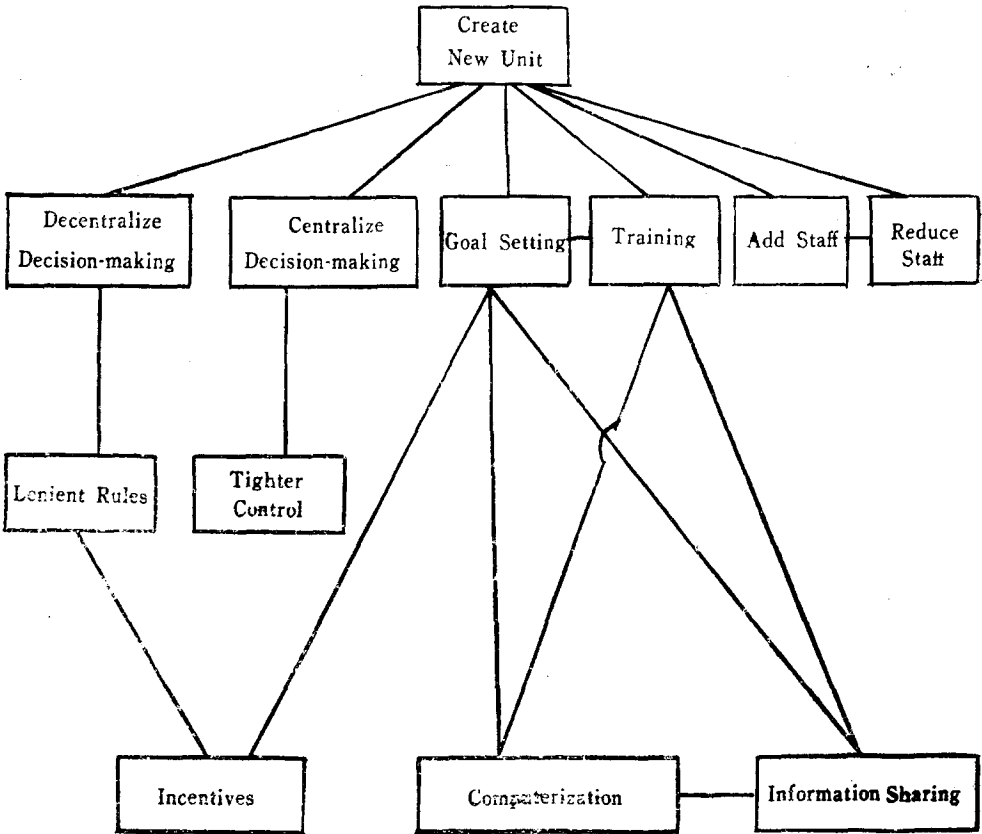 Create
New Unit
Decentralize
Decision-making
Centralize
Decision-making
Goal Setting
Training
Add Staff
Reduce
Staff
Lenient Rules
Tighter
Control
Incentives
Computerization
Information Sharing